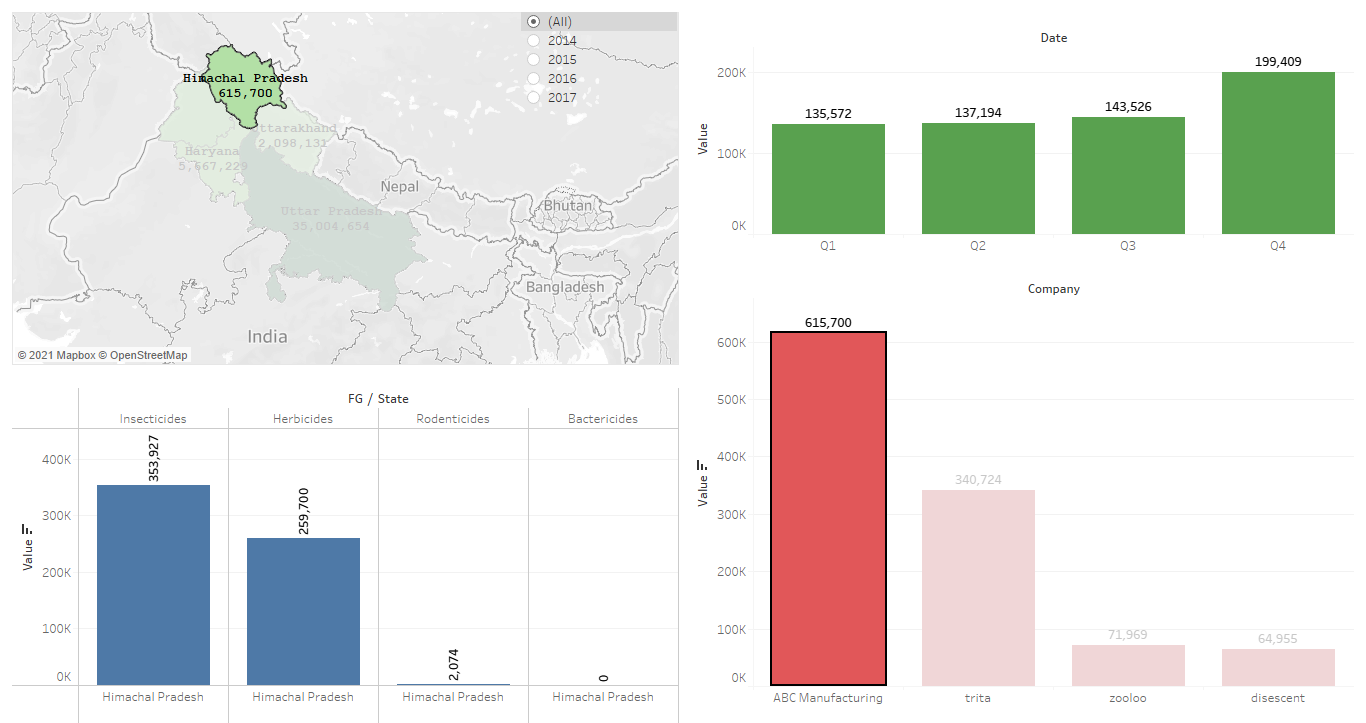 (All)
2014
2015
2016
2017
Himachal Pradesh
615,700
Uttarakhand
2,098,131
Haryana
5,667,229
Uttar Pradesh
35,004,654
Nepal
Bhutan
Bangladesh
India
© 2021 Mapbox © OpenStreetMap
Date
Value
200K
100K
0K
135,572
137,194
143,526
199,409
Q1
Q2
Q3
Q4
FG / State
Insecticides
Herbicides
Rodenticides
Bactericides
Value
400K
300K
200K
100K
0K
353,927
259,700
2,074
0
Himachal Pradesh
Himachal Pradesh
Himachal Pradesh
Himachal Pradesh
Company
Value
600K
500K
400K
300K
200K
100K
0K
615,700
340,724
71,969
64,955
ABC Manufacturing
trita
zooloo
disescent